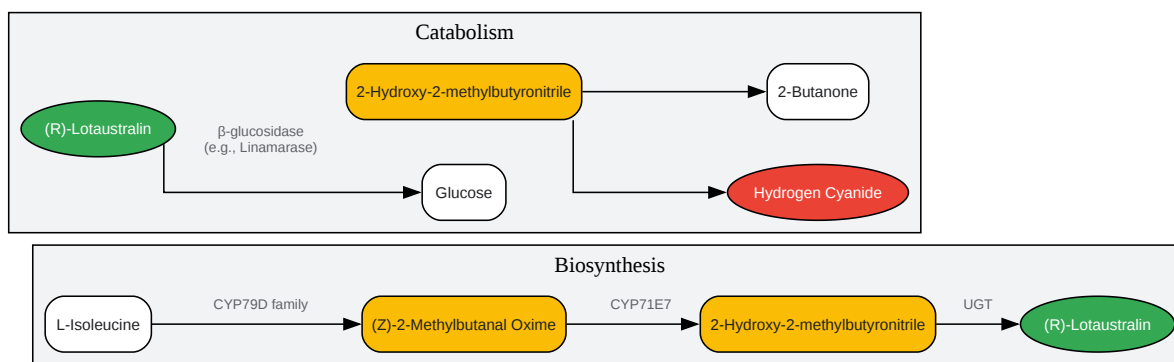 Catabolism
2-Hydroxy-2-methylbutyronitrile
2-Butanone
(R)-Lotaustralin
β-glucosidase
(e.g., Linamarase)
Glucose
Hydrogen Cyanide
Biosynthesis
L-Isoleucine
CYP79D family
(Z)-2-Methylbutanal Oxime
CYP71E7
2-Hydroxy-2-methylbutyronitrile
UGT
(R)-Lotaustralin